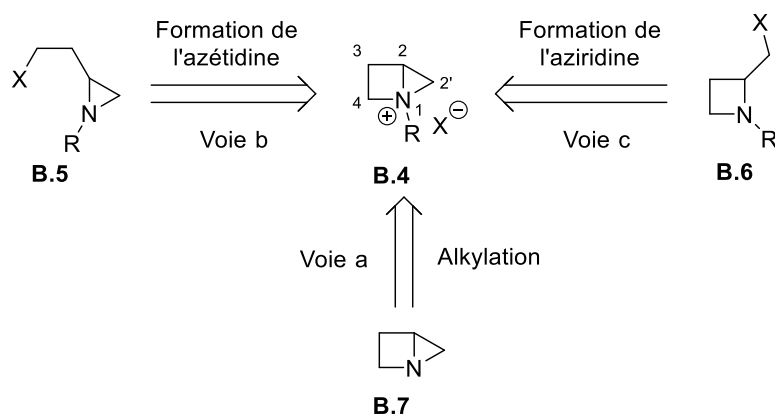 Formation de
l'azétidine
Voie b
X
N
R
B.5
3
2
2'
4
N
1
⊕
R
X
⊖
B.4
Formation de
l'aziridine
Voie c
X
N
R
B.6
Voie a
Alkylation
N
B.7